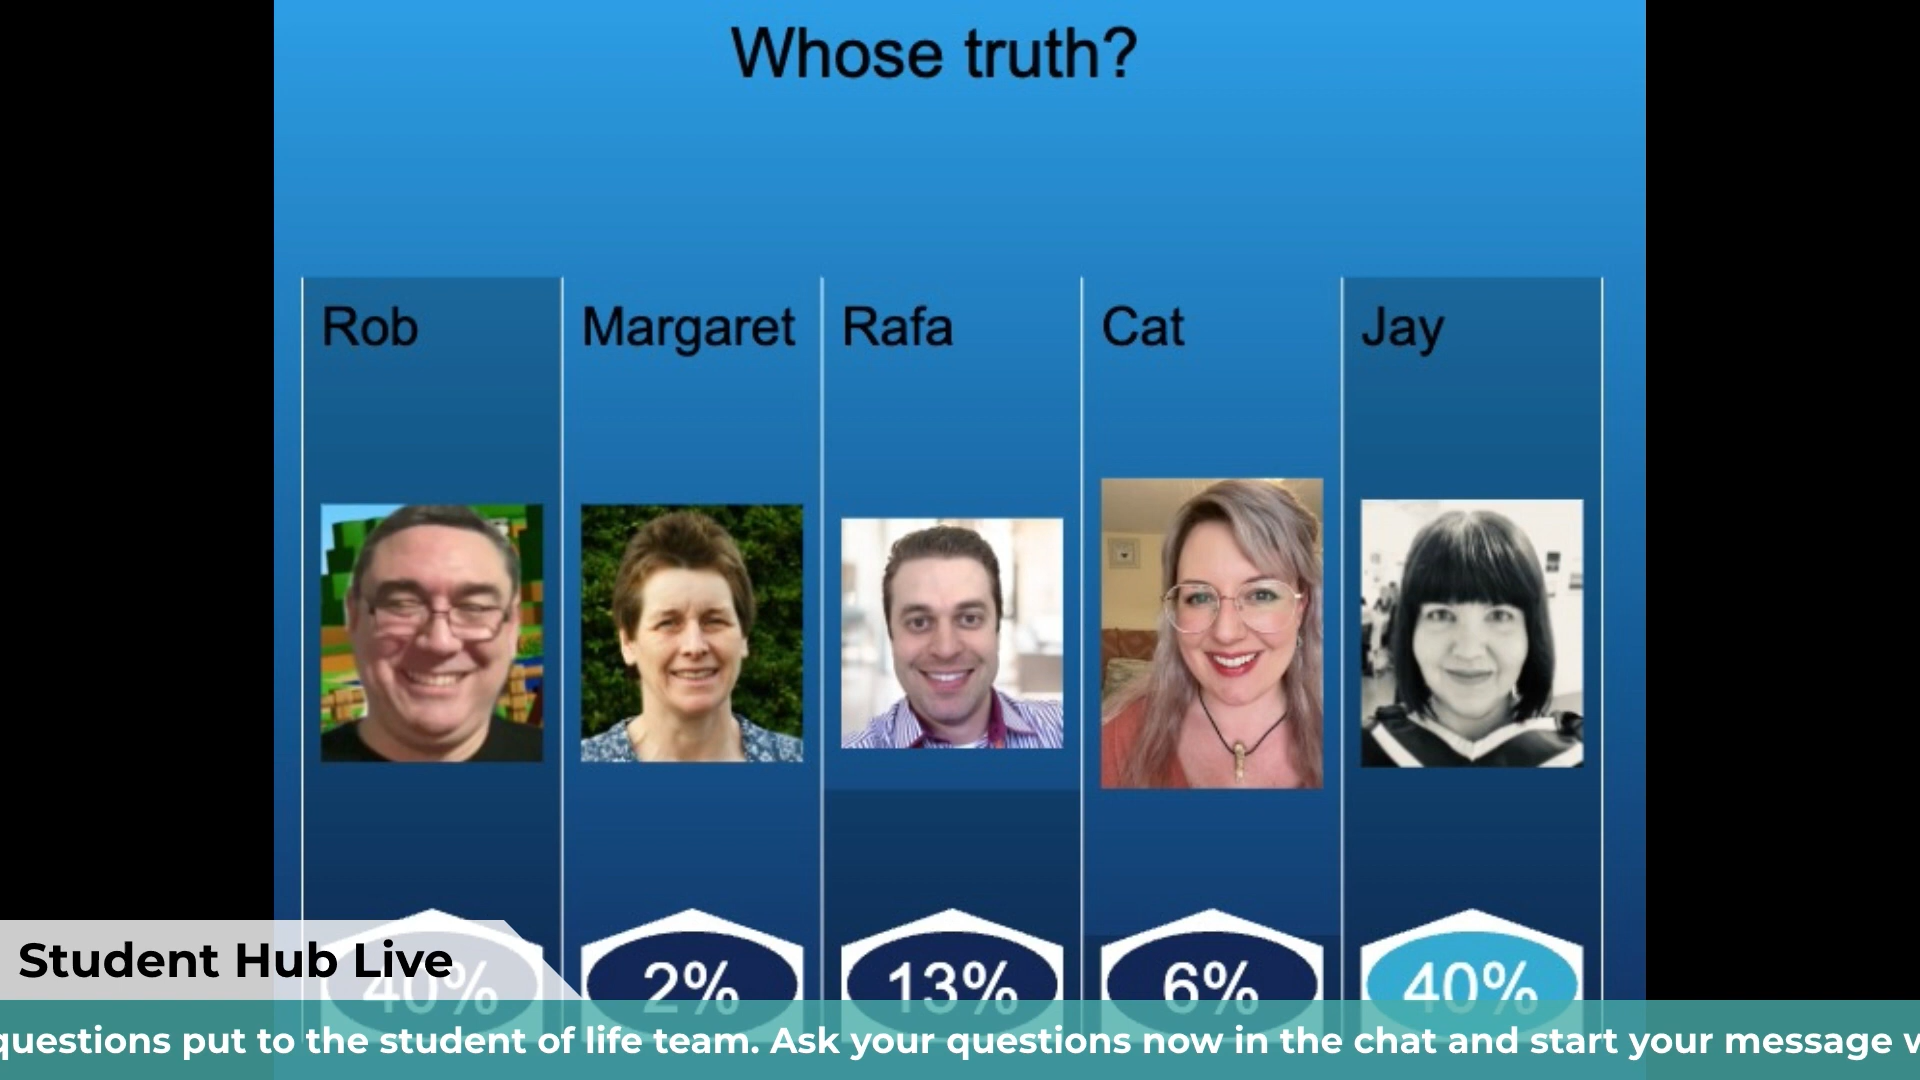 Whose truth?
Rob Margaret Rafa Cat Jay
40% 2% 13% 6% 40%
Student Hub Live
questions put to the student of life team. Ask your questions now in the chat and start your message